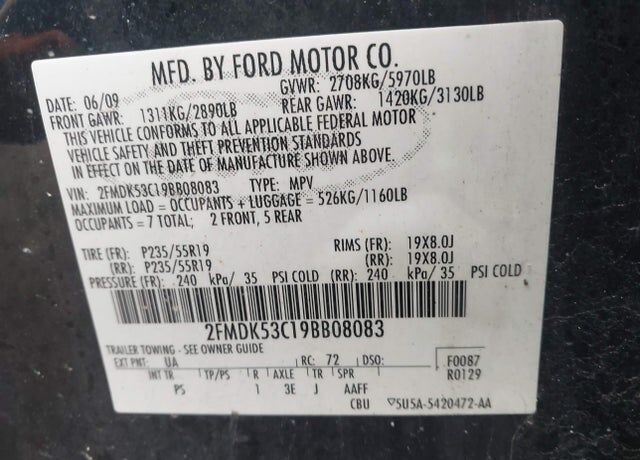 MFD. BY FORD MOTOR CO.
DATE: 06/09 GVWR: 2708KG/5970LB
FRONT GAWR: 1311KG/2890LB REAR GAWR: 1420KG/3130LB
THIS VEHICLE CONFORMS TO ALL APPLICABLE FEDERAL MOTOR
VEHICLE SAFETY AND THEFT PREVENTION STANDARDS
IN EFFECT ON THE DATE OF MANUFACTURE SHOWN ABOVE.
VIN: 2FMDK53C19BB08083 TYPE: MPV
MAXIMUM LOAD = OCCUPANTS + LUGGAGE = 526KG/1160LB
OCCUPANTS = 7 TOTAL; 2 FRONT, 5 REAR
TIRE (FR): P235/55R19 RIMS (FR): 19X8.0J
(RR): P235/55R19 (RR): 19X8.0J
PRESSURE (FR): 240 kPa/ 35 PSI COLD (RR): 240 kPa/ 35 PSI COLD
2FMDK53C19BB08083
TRAILER TOWING - SEE OWNER GUIDE
EXT PNT: UA RC: 72 DSO: F0087
INT TR TP/PS R AXLE TR SPR R0129
PS 1 3E J AAFF
CBU ▽5U5A-5420472-AA